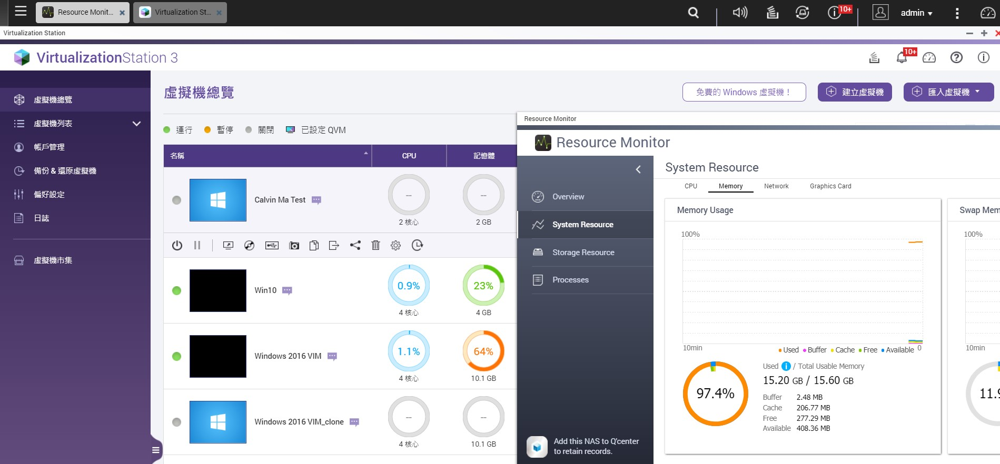 Resource Monit...
Virtualization St...
10+
admin
Virtualization Station
VirtualizationStation 3
10+
虛擬機總覽
虛擬機列表
帳戶管理
備份 & 還原虛擬機
偏好設定
日誌
虛擬機市集
虛擬機總覽
免費的 Windows 虛擬機！
建立虛擬機
匯入虛擬機
運行
暫停
關閉
已設定 QVM
名稱
CPU
記憶體
Calvin Ma Test
--
2 核心
--
2 GB
Win10
0.9%
4 核心
23%
4 GB
Windows 2016 VIM
1.1%
4 核心
64%
10.1 GB
Windows 2016 VIM_clone
--
4 核心
--
10.1 GB
Resource Monitor
Resource Monitor
Overview
System Resource
Storage Resource
Processes
Add this NAS to Q'center
to retain records.
System Resource
CPU
Memory
Network
Graphics Card
Memory Usage
100%
10min
Used
Buffer
Cache
Free
Available
0
97.4%
Used / Total Usable Memory
15.20 GB / 15.60 GB
Buffer 2.48 MB
Cache 206.77 MB
Free 277.29 MB
Available 408.36 MB
Swap Mem
100%
10min
11.9